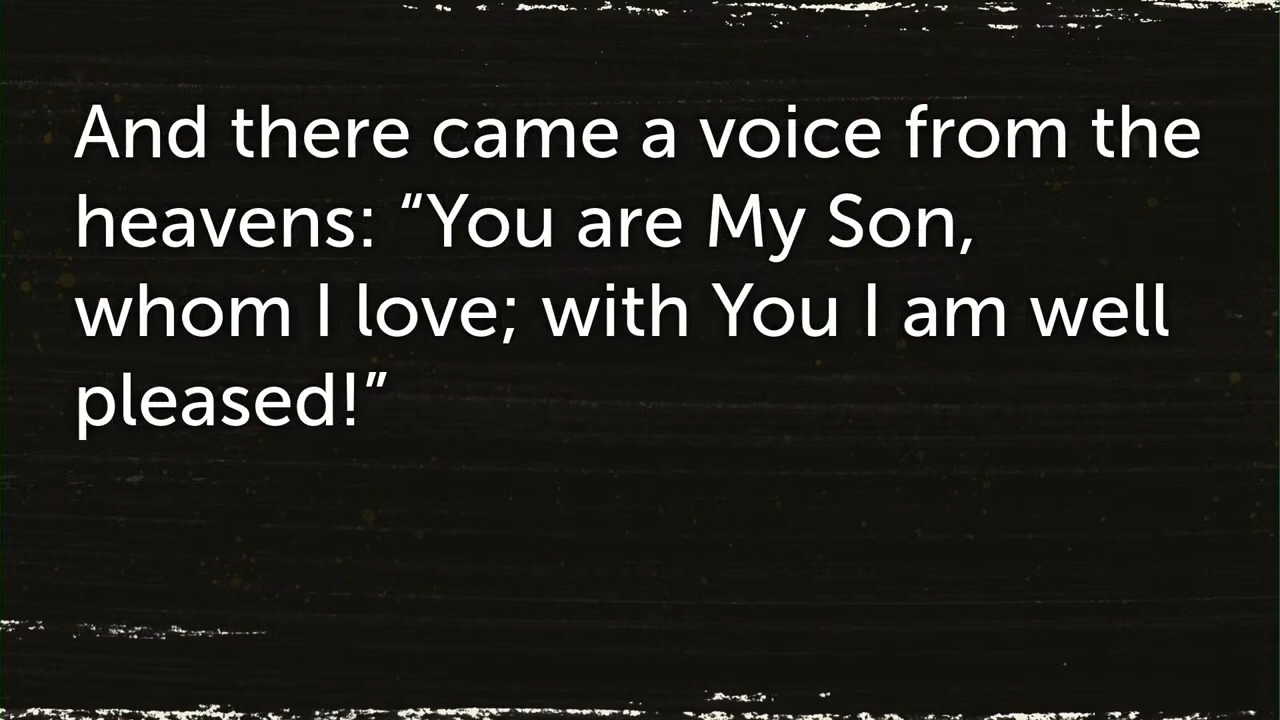 And there came a voice from the
heavens: “You are My Son,
whom I love; with You I am well
pleased!”